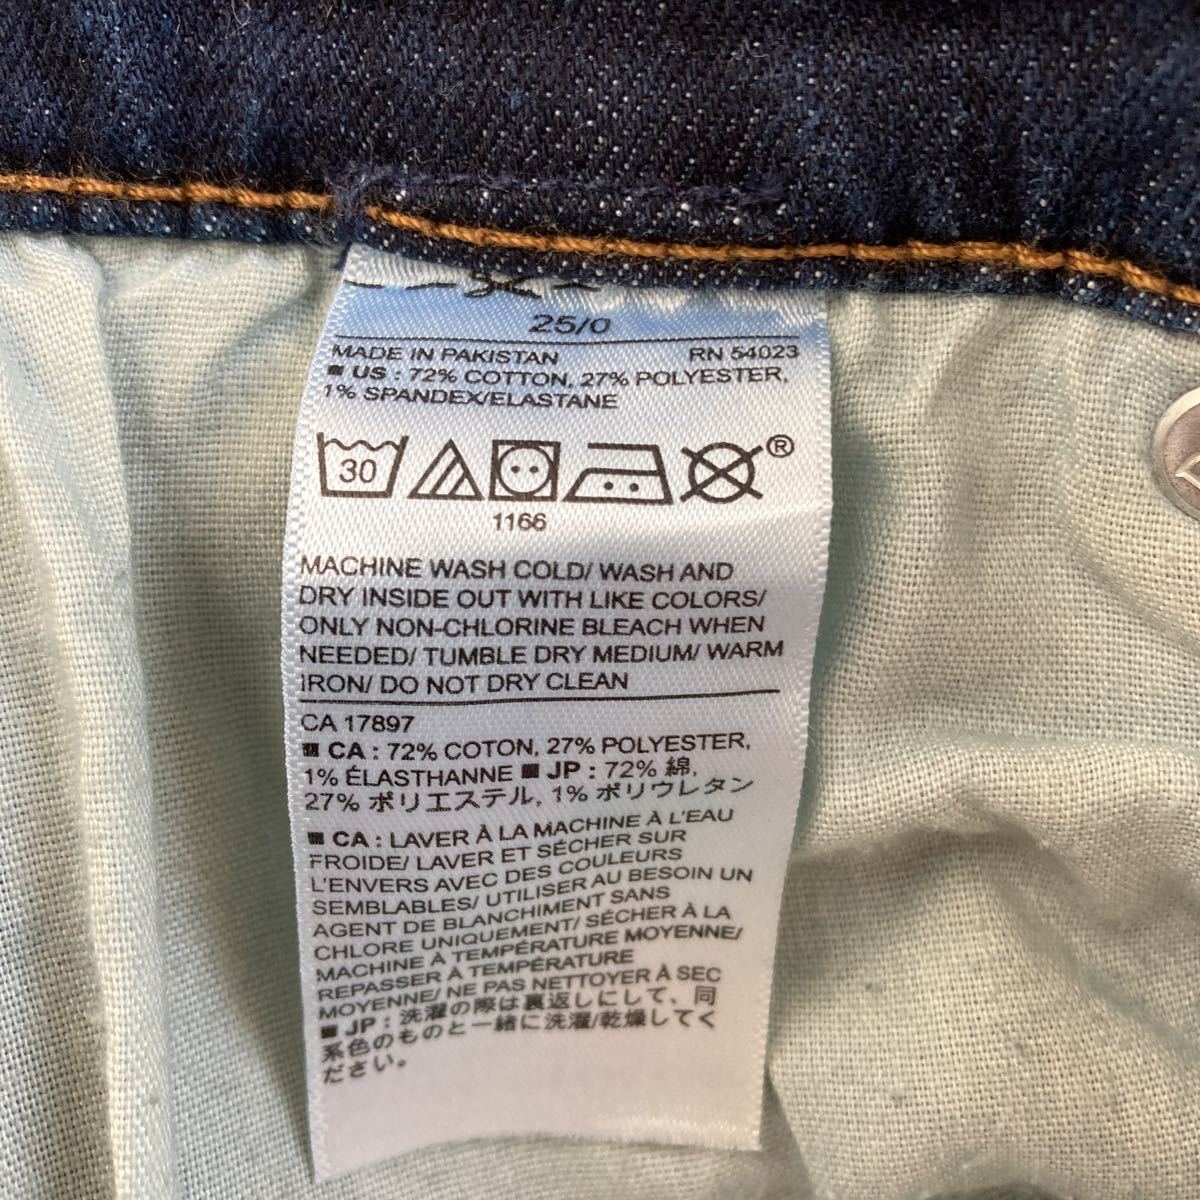 25/0
MADE IN PAKISTAN RN 54023
■ US : 72% COTTON, 27% POLYESTER,
1% SPANDEX/ELASTANE
30
®
1166
MACHINE WASH COLD/ WASH AND
DRY INSIDE OUT WITH LIKE COLORS/
ONLY NON-CHLORINE BLEACH WHEN
NEEDED/ TUMBLE DRY MEDIUM/ WARM
IRON/ DO NOT DRY CLEAN
CA 17897
■ CA : 72% COTON, 27% POLYESTER,
1% ÉLASTHANNE ■ JP : 72% 綿,
27% ポリエステル, 1% ポリウレタン
■ CA : LAVER À LA MACHINE À L'EAU
FROIDE/ LAVER ET SÉCHER SUR
L'ENVERS AVEC DES COULEURS
SEMBLABLES/ UTILISER AU BESOIN UN
AGENT DE BLANCHIMENT SANS
CHLORE UNIQUEMENT/ SÉCHER À LA
MACHINE À TEMPÉRATURE MOYENNE/
REPASSER À TEMPÉRATURE
MOYENNE/ NE PAS NETTOYER À SEC
■ JP : 洗濯の際は裏返しにして、同
系色のものと一緒に洗濯/乾燥してく
ださい。